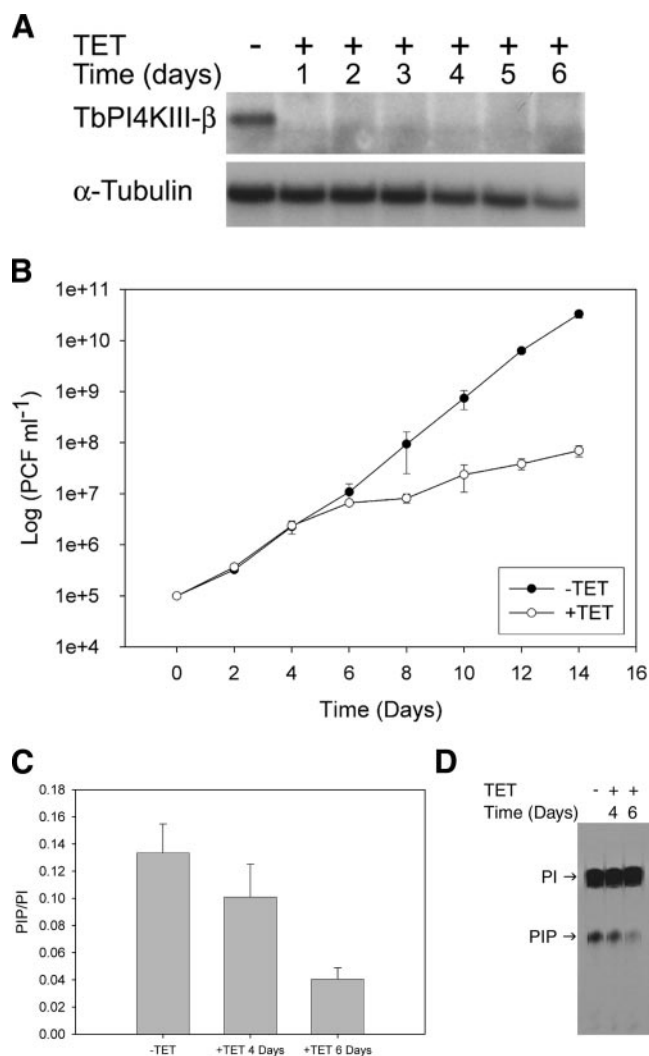 A
TET - + + + + + +
Time (days) 1 2 3 4 5 6
TbPI4KIII-β
α-Tubulin
B
1e+11
1e+10
1e+9
1e+8
1e+7
1e+6
1e+5
1e+4
Log (PCF ml⁻¹)
-TET
+TET
0 2 4 6 8 10 12 14 16
Time (Days)
C
0.18
0.16
0.14
0.12
0.10
0.08
0.06
0.04
0.02
0.00
PIP/PI
-TET +TET 4 Days +TET 6 Days
D
TET - + +
Time (Days) 4 6
PI →
PIP →